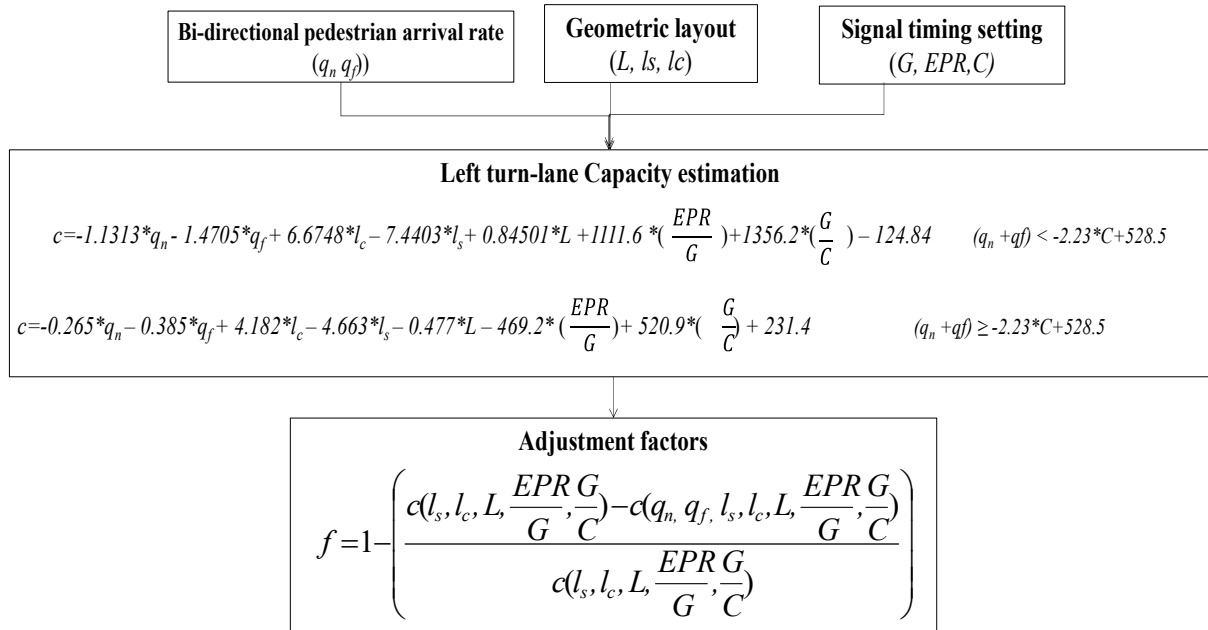 Bi-directional pedestrian arrival rate
(q_n q_f))
Geometric layout
(L, ls, lc)
Signal timing setting
(G, EPR,C)
Left turn-lane Capacity estimation
c=-1.1313*q_n- 1.4705*q_f+ 6.6748*l_c– 7.4403*l_s+ 0.84501*L +1111.6 *( EPR/G )+1356.2*(G/C ) – 124.84 (q_n +qf) < -2.23*C+528.5
c=-0.265*q_n– 0.385*q_f+ 4.182*l_c– 4.663*l_s– 0.477*L – 469.2* (EPR/G)+ 520.9*( G/C) + 231.4 (q_n +qf) ≥ -2.23*C+528.5
Adjustment factors
f =1-( (c(l_s, l_c, L, EPR/G, G/C)–c(q_n, q_f, l_s, l_c, L, EPR/G, G/C)) / c(l_s, l_c, L, EPR/G, G/C) )